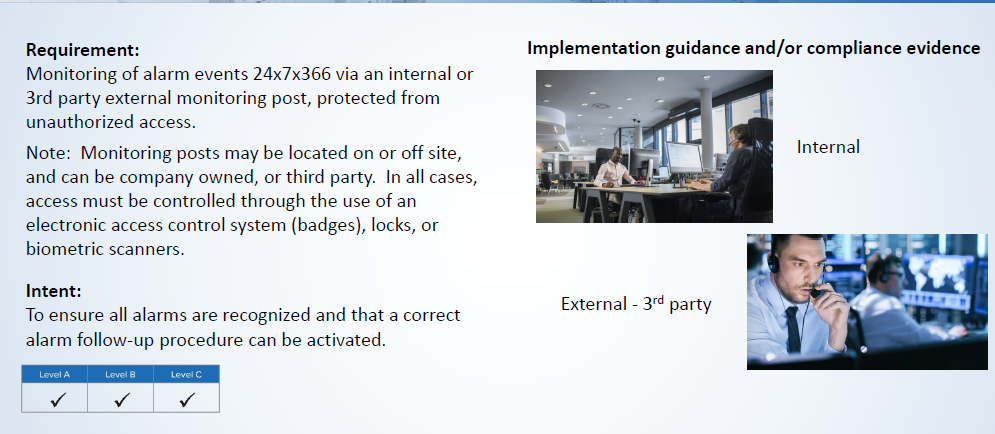 Requirement:
Monitoring of alarm events 24x7x366 via an internal or
3rd party external monitoring post, protected from
unauthorized access.
Note:  Monitoring posts may be located on or off site,
and can be company owned, or third party.  In all cases,
access must be controlled through the use of an
electronic access control system (badges), locks, or
biometric scanners.
Intent:
To ensure all alarms are recognized and that a correct
alarm follow-up procedure can be activated.
Level A Level B Level C
✓ ✓ ✓
Implementation guidance and/or compliance evidence
Internal
External - 3rd party